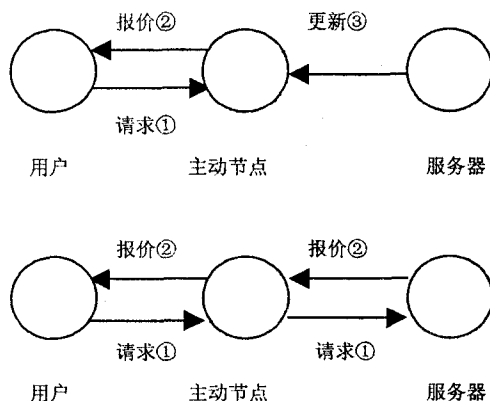 报价② 更新③
请求①
用户 主动节点 服务器
报价② 报价②
请求① 请求①
用户 主动节点 服务器